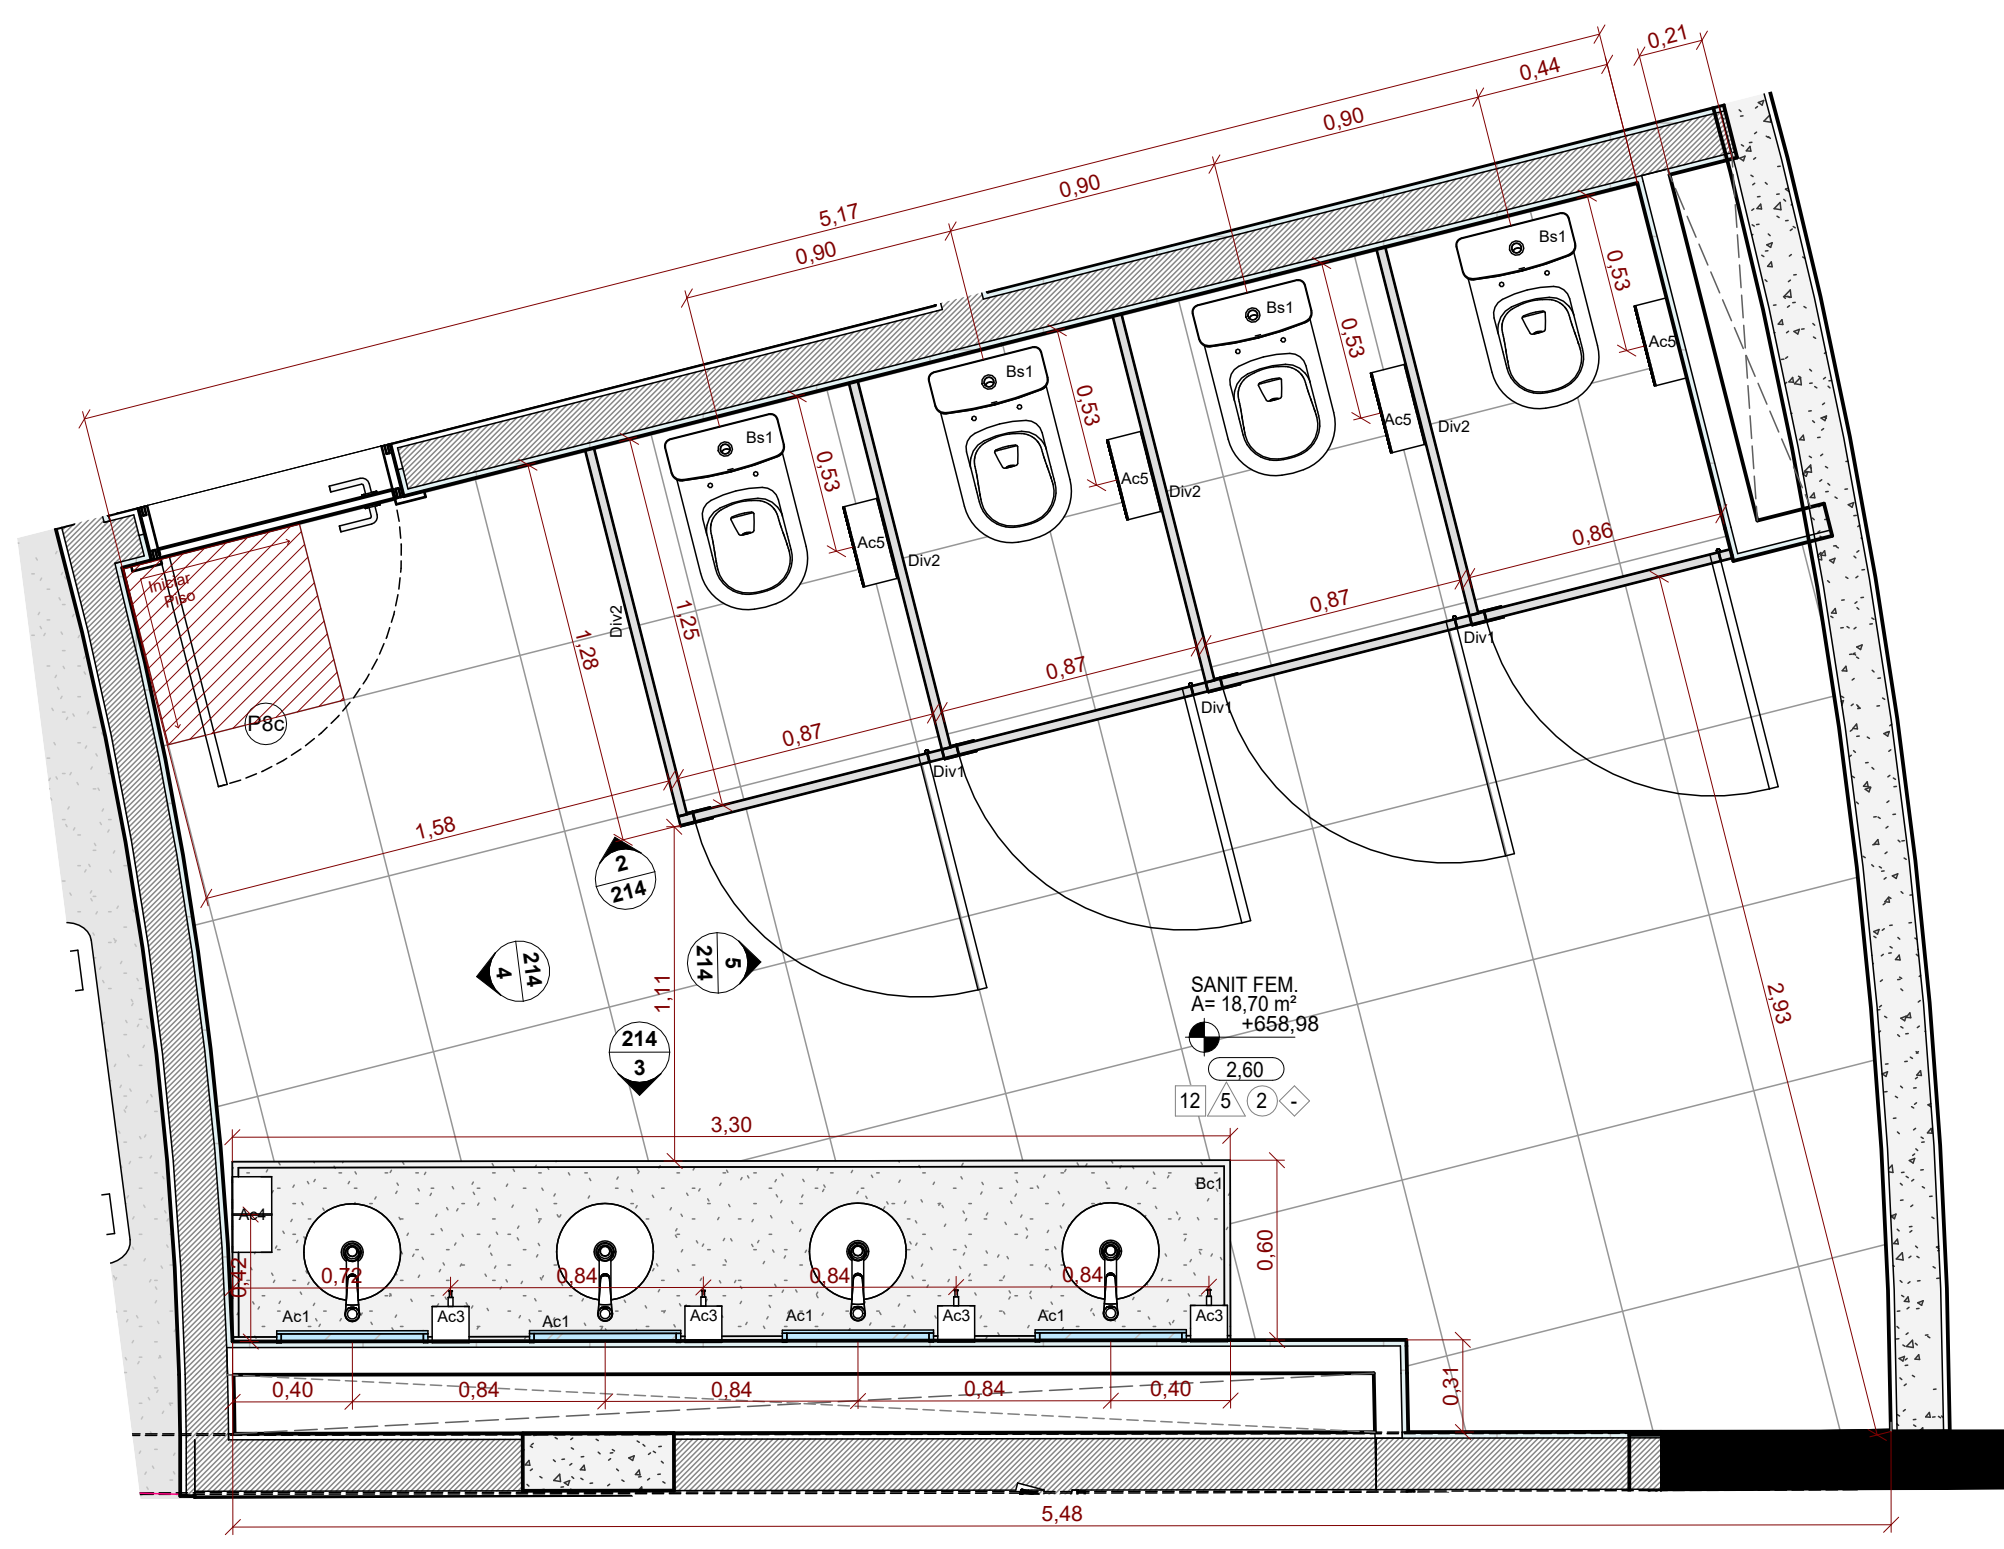 0,21
0,44
0,90
0,90
5,17
0,90
Bs1
Bs1
Bs1
Bs1
0,53
0,53
0,53
0,53
Ac5
Ac5
Ac5
Ac5
Div2
Div2
Div2
Div2
Iniciar
Piso
P8c
1,28
1,25
0,86
0,87
0,87
0,87
Div1
Div1
Div1
1,58
2
214
4
214
214
5
214
3
1,11
SANIT FEM.
A= 18,70 m²
+658,98
2,60
12 5 2 -
2,93
3,30
Bc1
Ac4
0,42
0,60
0,72 0,84 0,84 0,84
Ac1 Ac3 Ac1 Ac3 Ac1 Ac3 Ac1 Ac3
0,31
0,40 0,84 0,84 0,84 0,40
5,48